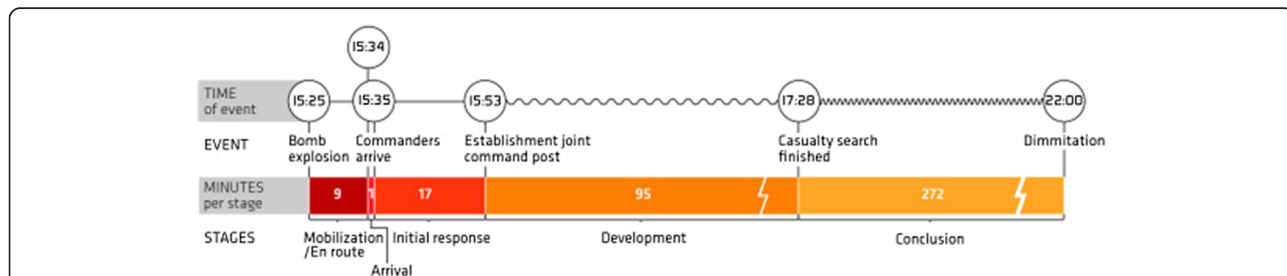 15:34
TIME
of event
15:25
15:35
15:53
17:28
22:00
EVENT
Bomb
explosion
Commanders
arrive
Establishment joint
command post
Casualty search
finished
Dimmitation
MINUTES
per stage
9
1
17
95
272
STAGES
Mobilization
/En route
Arrival
Initial response
Development
Conclusion